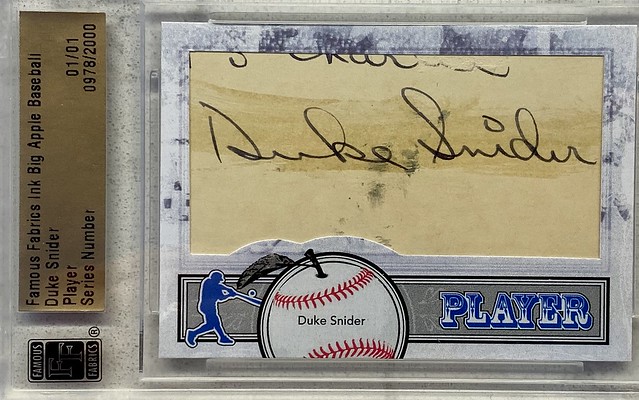 Famous Fabrics Ink Big Apple Baseball
Duke Snider
Player 01/01
Series Number 0978/2000
FAMOUS FF FABRICS ®
Duke Snider
Duke Snider
PLAYER